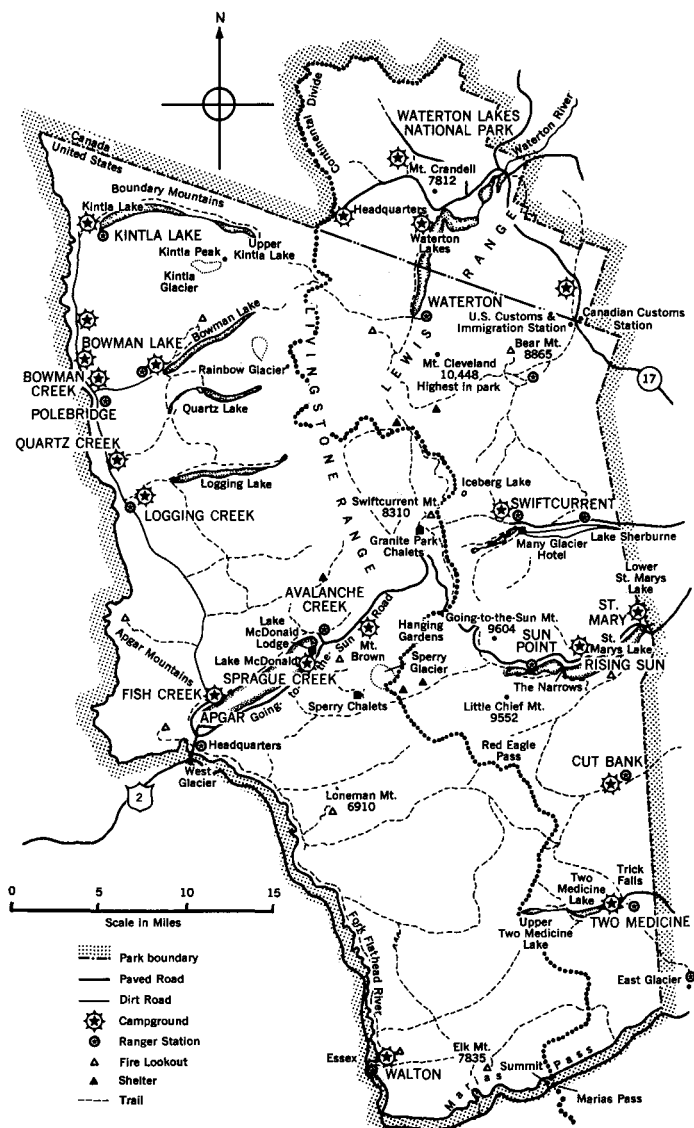 N
Canada
United States
Continental Divide
WATERTON LAKES
NATIONAL PARK
Waterton River
Mt. Crandell
7812
Boundary Mountains
Kintla Lake
KINTLA LAKE
Upper
Kintla Lake
Kintla Peak
Kintla
Glacier
Headquarters
Waterton
Lakes
LEWIS RANGE
WATERTON
U.S. Customs &
Immigration Station
Canadian Customs
Station
Bear Mt.
8865
17
Bowman Lake
BOWMAN LAKE
BOWMAN
CREEK
POLEBRIDGE
Rainbow Glacier
Quartz Lake
LIVINGSTONE RANGE
Mt. Cleveland
10,448
Highest in park
QUARTZ CREEK
Logging Lake
LOGGING CREEK
Iceberg Lake
Swiftcurrent Mt.
8310
SWIFTCURRENT
Granite Park
Chalets
Many Glacier
Hotel
Lake Sherburne
Lower
St. Marys
Lake
ST.
MARY
AVALANCHE
CREEK
Lake
McDonald
Lodge
Going-to-the-Sun Road
Mt.
Brown
Hanging
Gardens
Going-to-the-Sun Mt.
9604
SUN
POINT
St.
Marys Lake
RISING SUN
The Narrows
Apgar Mountains
Lake McDonald
SPRAGUE CREEK
Sperry
Glacier
Sperry Chalets
Little Chief Mt.
9552
FISH CREEK
APGAR
Headquarters
West
Glacier
2
Red Eagle
Pass
CUT BANK
Loneman Mt.
6910
Two
Medicine
Lake
Trick
Falls
TWO MEDICINE
Upper
Two Medicine
Lake
East Glacier
Fork Flathead River
Essex
WALTON
Elk Mt.
7835
Marias Pass
Summit
Marias Pass
0 5 10 15
Scale in Miles
Park boundary
Paved Road
Dirt Road
Campground
Ranger Station
Fire Lookout
Shelter
Trail